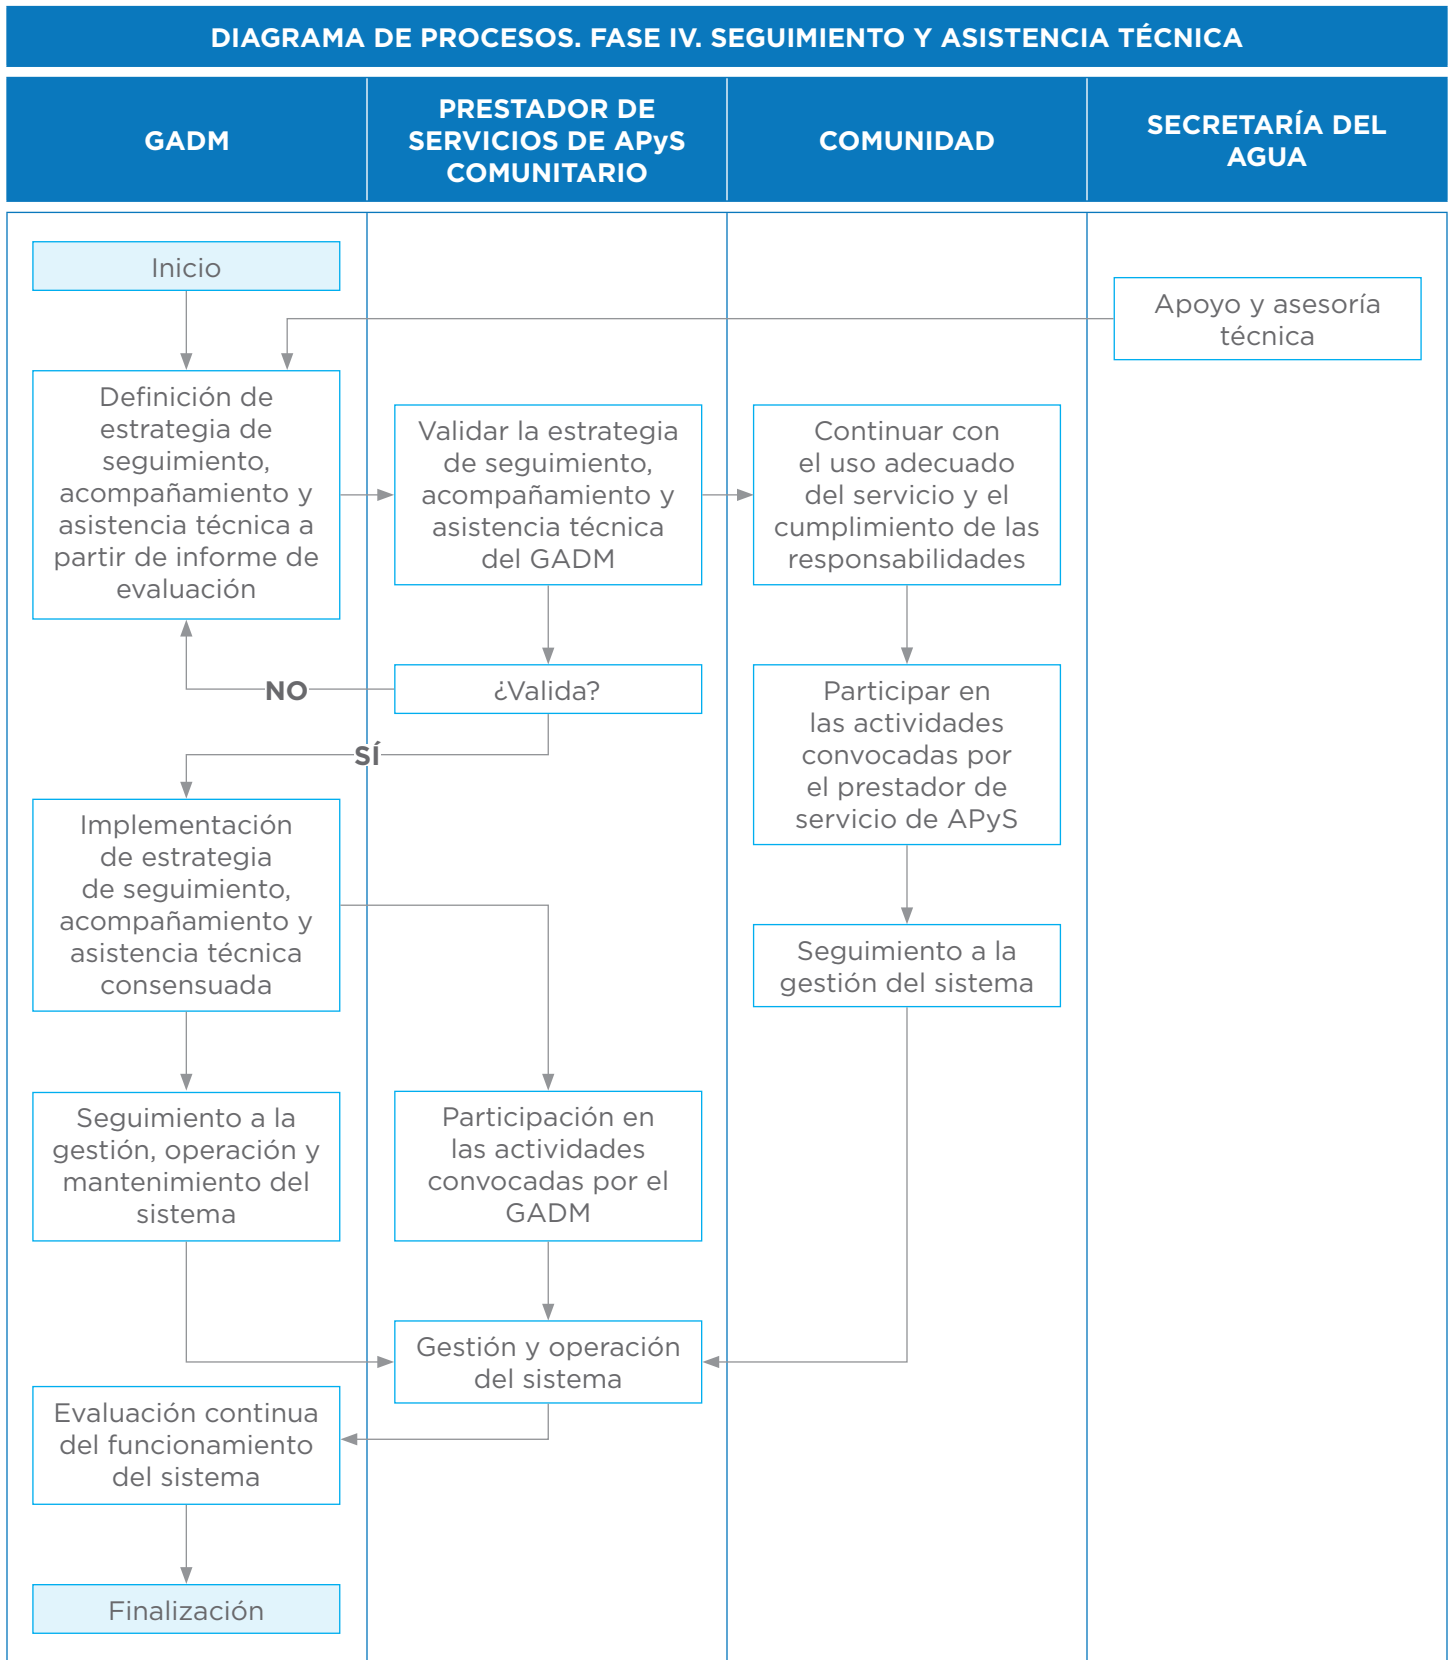 DIAGRAMA DE PROCESOS. FASE IV. SEGUIMIENTO Y ASISTENCIA TÉCNICA
GADM
PRESTADOR DE
SERVICIOS DE APyS
COMUNITARIO
COMUNIDAD
SECRETARÍA DEL
AGUA
Inicio
Apoyo y asesoría
técnica
Definición de
estrategia de
seguimiento,
acompañamiento y
asistencia técnica a
partir de informe de
evaluación
Validar la estrategia
de seguimiento,
acompañamiento y
asistencia técnica
del GADM
Continuar con
el uso adecuado
del servicio y el
cumplimiento de las
responsabilidades
NO
¿Valida?
SÍ
Participar en
las actividades
convocadas por
el prestador de
servicio de APyS
Implementación
de estrategia
de seguimiento,
acompañamiento y
asistencia técnica
consensuada
Seguimiento a la
gestión del sistema
Seguimiento a la
gestión, operación y
mantenimiento del
sistema
Participación en
las actividades
convocadas por el
GADM
Gestión y operación
del sistema
Evaluación continua
del funcionamiento
del sistema
Finalización